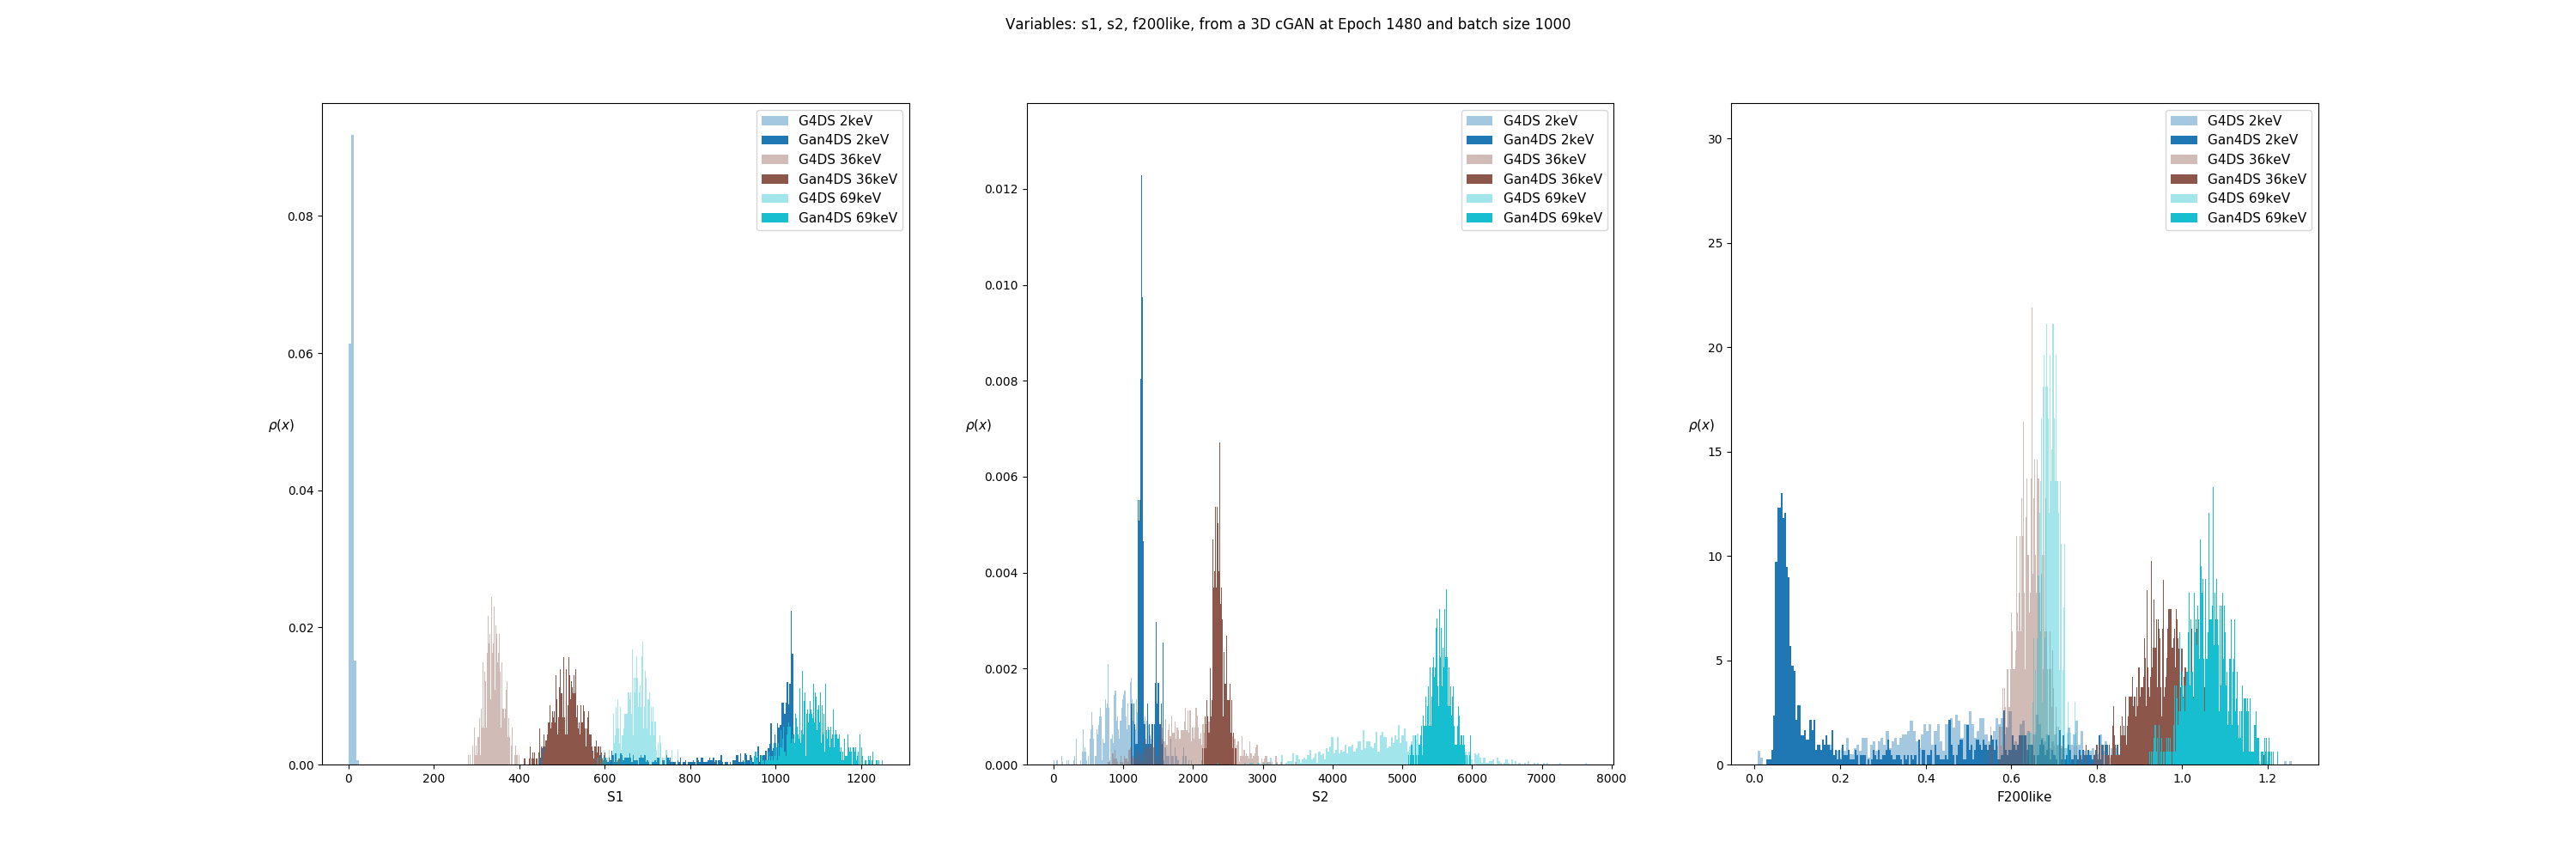 Variables: s1, s2, f200like, from a 3D cGAN at Epoch 1480 and batch size 1000
G4DS 2keV
Gan4DS 2keV
G4DS 36keV
Gan4DS 36keV
G4DS 69keV
Gan4DS 69keV
0.08
0.06
0.04
0.02
0.00
ρ(x)
0 200 400 600 800 1000 1200
S1
G4DS 2keV
Gan4DS 2keV
G4DS 36keV
Gan4DS 36keV
G4DS 69keV
Gan4DS 69keV
0.012
0.010
0.008
0.006
0.004
0.002
0.000
ρ(x)
0 1000 2000 3000 4000 5000 6000 7000 8000
S2
G4DS 2keV
Gan4DS 2keV
G4DS 36keV
Gan4DS 36keV
G4DS 69keV
Gan4DS 69keV
30
25
20
15
10
5
0
ρ(x)
0.0 0.2 0.4 0.6 0.8 1.0 1.2
F200like